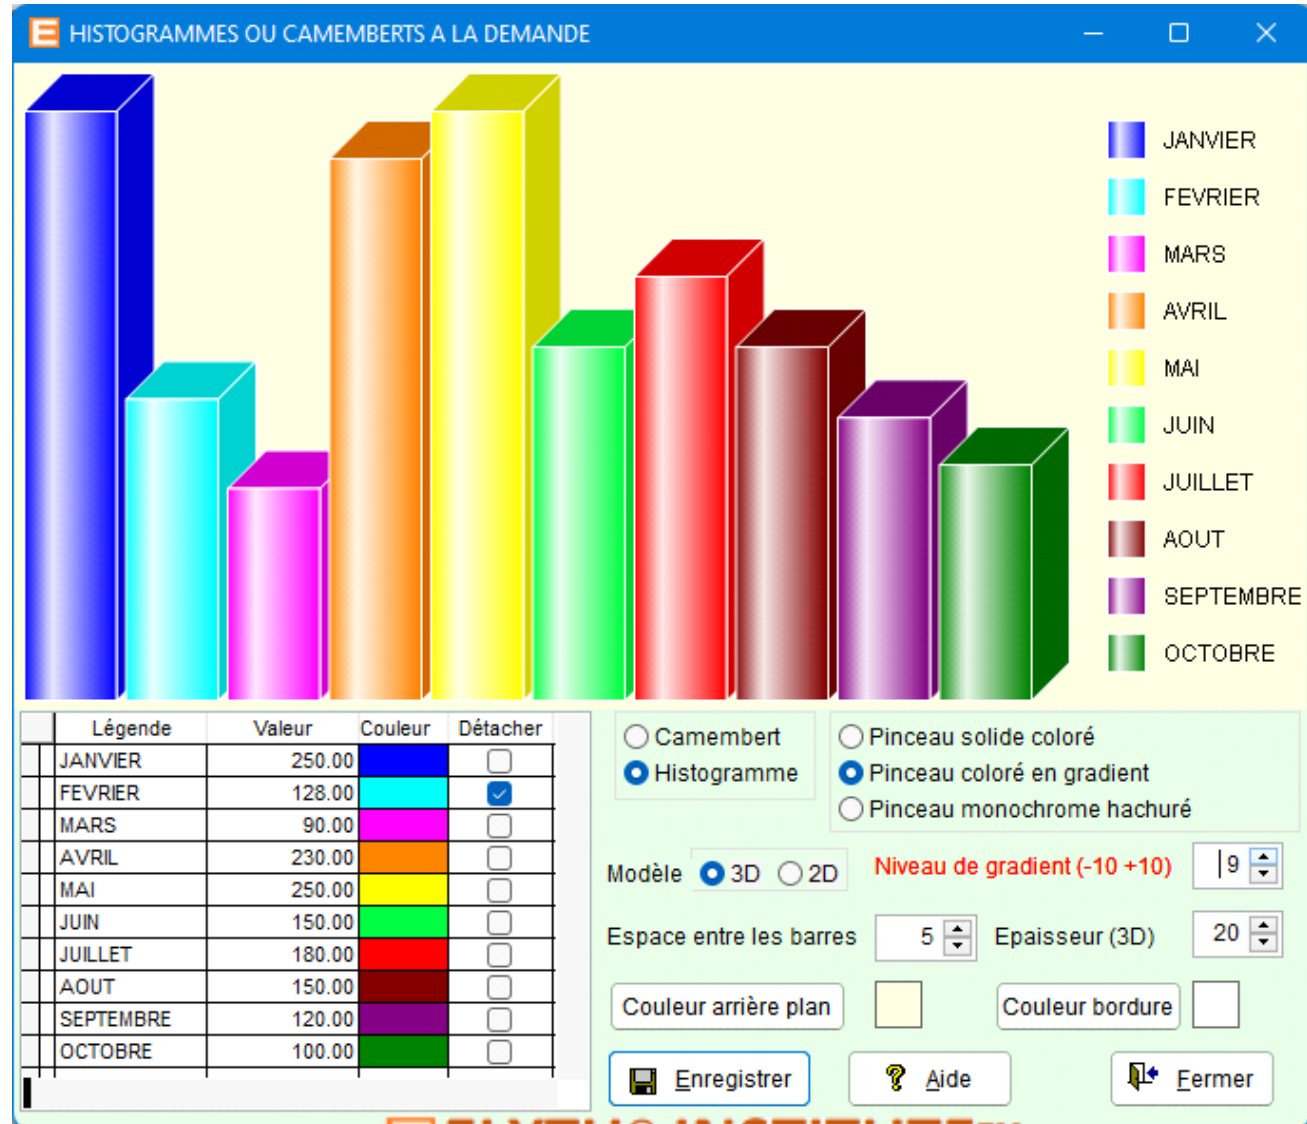 HISTOGRAMMES OU CAMEMBERTS A LA DEMANDE
JANVIER
FEVRIER
MARS
AVRIL
MAI
JUIN
JUILLET
AOUT
SEPTEMBRE
OCTOBRE
Légende Valeur Couleur Détacher
JANVIER 250.00
FEVRIER 128.00
MARS 90.00
AVRIL 230.00
MAI 250.00
JUIN 150.00
JUILLET 180.00
AOUT 150.00
SEPTEMBRE 120.00
OCTOBRE 100.00
Camembert
Histogramme
Pinceau solide coloré
Pinceau coloré en gradient
Pinceau monochrome hachuré
Modèle 3D 2D
Niveau de gradient (-10 +10) 9
Espace entre les barres 5
Epaisseur (3D) 20
Couleur arrière plan
Couleur bordure
Enregistrer
Aide
Fermer